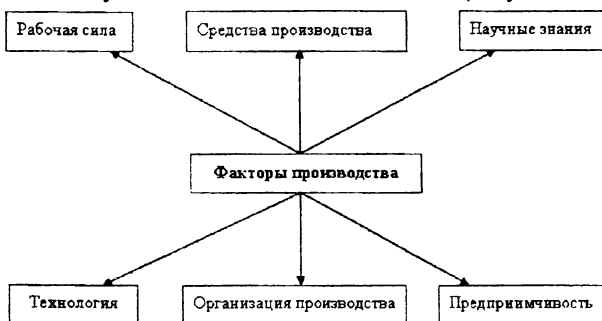 Рабочая сила
Средства производства
Научные знания
Факторы производства
Технология
Организация производства
Предприимчивость